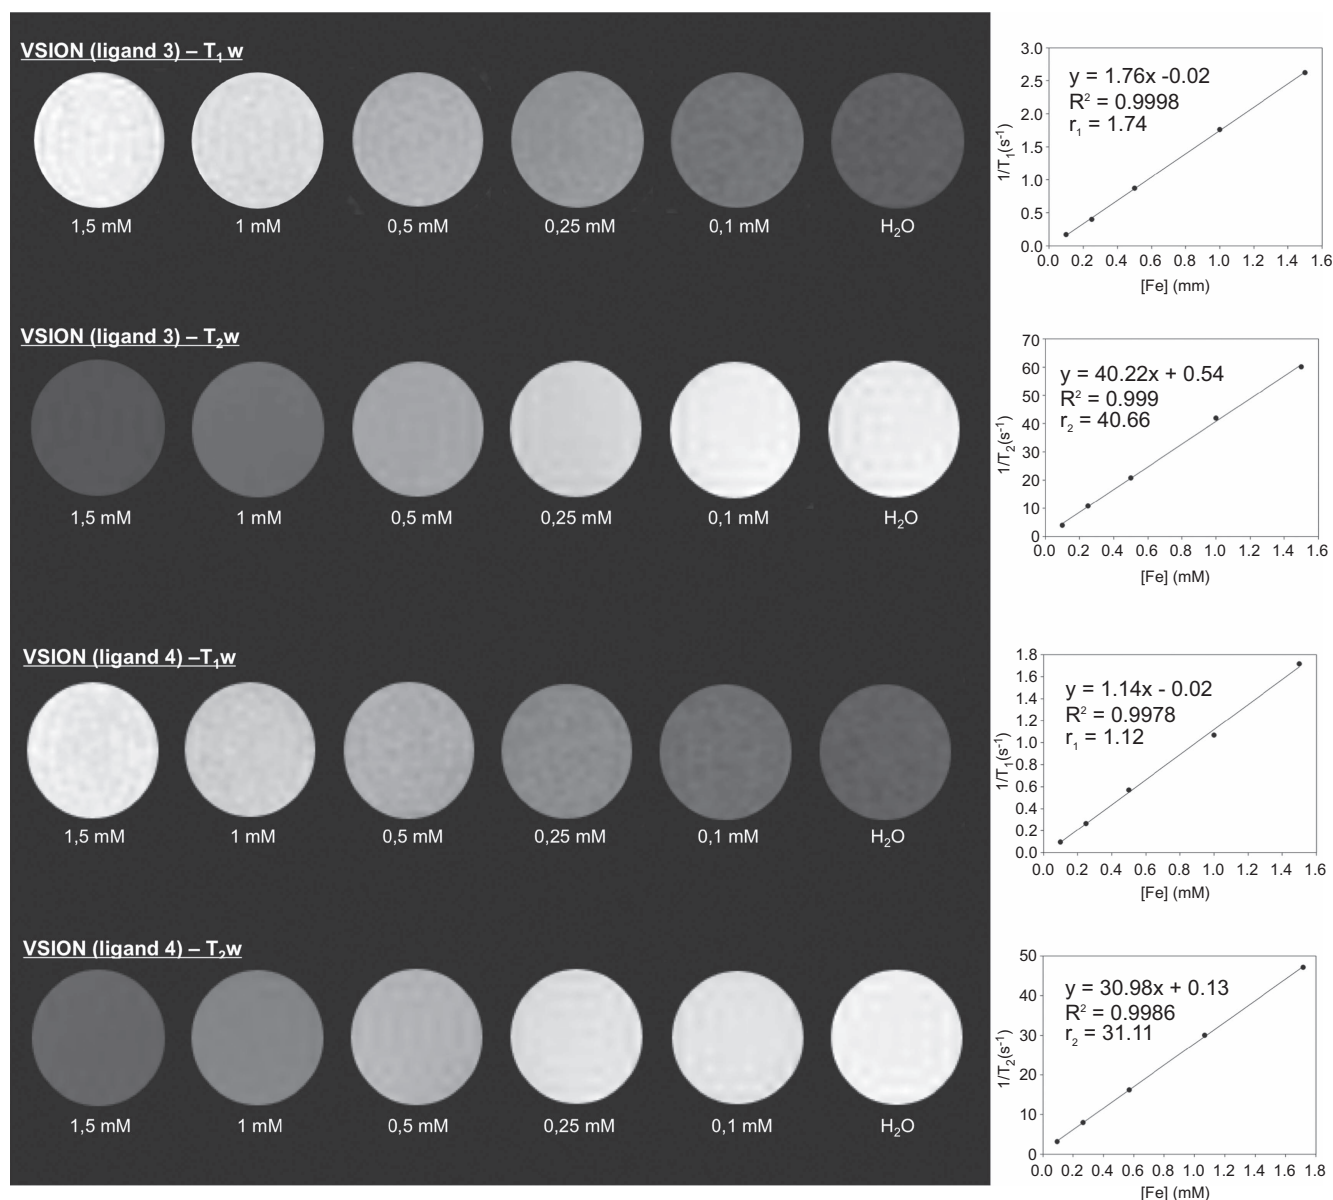 VSION (ligand 3) – T₁ w
1,5 mM 1 mM 0,5 mM 0,25 mM 0,1 mM H₂O
3.0
2.5
2.0
1.5
1.0
0.5
0.0
1/T₁(s⁻¹)
y = 1.76x -0.02
R² = 0.9998
r₁ = 1.74
0.0 0.2 0.4 0.6 0.8 1.0 1.2 1.4 1.6
[Fe] (mm)
VSION (ligand 3) – T₂w
1,5 mM 1 mM 0,5 mM 0,25 mM 0,1 mM H₂O
70
60
50
40
30
20
10
0
1/T₂(s⁻¹)
y = 40.22x + 0.54
R² = 0.999
r₂ = 40.66
0.0 0.2 0.4 0.6 0.8 1.0 1.2 1.4 1.6
[Fe] (mM)
VSION (ligand 4) –T₁w
1,5 mM 1 mM 0,5 mM 0,25 mM 0,1 mM H₂O
1.8
1.6
1.4
1.2
1.0
0.8
0.6
0.4
0.2
0.0
1/T₁(s⁻¹)
y = 1.14x - 0.02
R² = 0.9978
r₁ = 1.12
0.0 0.2 0.4 0.6 0.8 1.0 1.2 1.4 1.6
[Fe] (mM)
VSION (ligand 4) – T₂w
1,5 mM 1 mM 0,5 mM 0,25 mM 0,1 mM H₂O
50
40
30
20
10
0
1/T₂(s⁻¹)
y = 30.98x + 0.13
R² = 0.9986
r₂ = 31.11
0.0 0.2 0.4 0.6 0.8 1.0 1.2 1.4 1.6 1.8
[Fe] (mM)